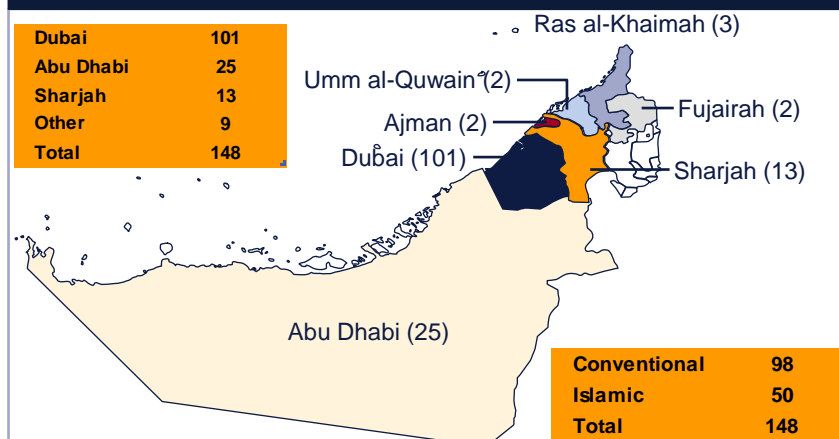 Dubai 101
Abu Dhabi 25
Sharjah 13
Other 9
Total 148
Ras al-Khaimah (3)
Umm al-Quwain (2)
Fujairah (2)
Ajman (2)
Dubai (101)
Sharjah (13)
Abu Dhabi (25)
Conventional 98
Islamic 50
Total 148